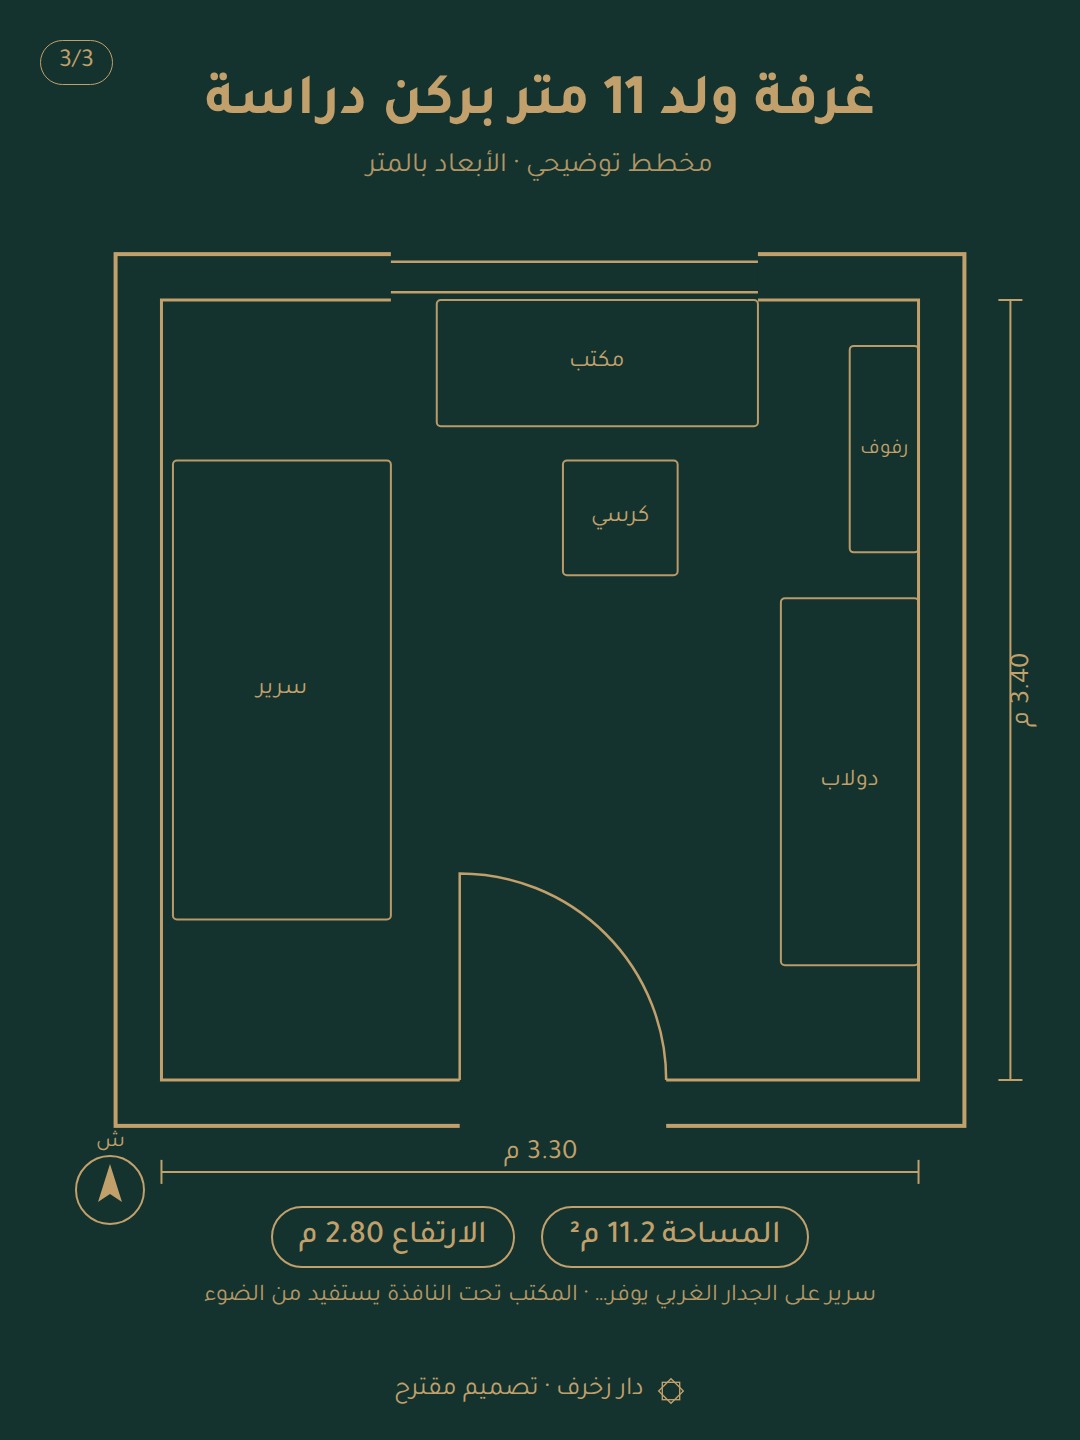 3/3
غرفة ولد 11 متر بركن دراسة
مخطط توضيحي · الأبعاد بالمتر
مكتب
رفوف
كرسي
سرير
3.40 م
دولاب
ش
3.30 م
المساحة 11.2 م²
الارتفاع 2.80 م
سرير على الجدار الغربي يوفر… · المكتب تحت النافذة يستفيد من الضوء
دار زخرف · تصميم مقترح